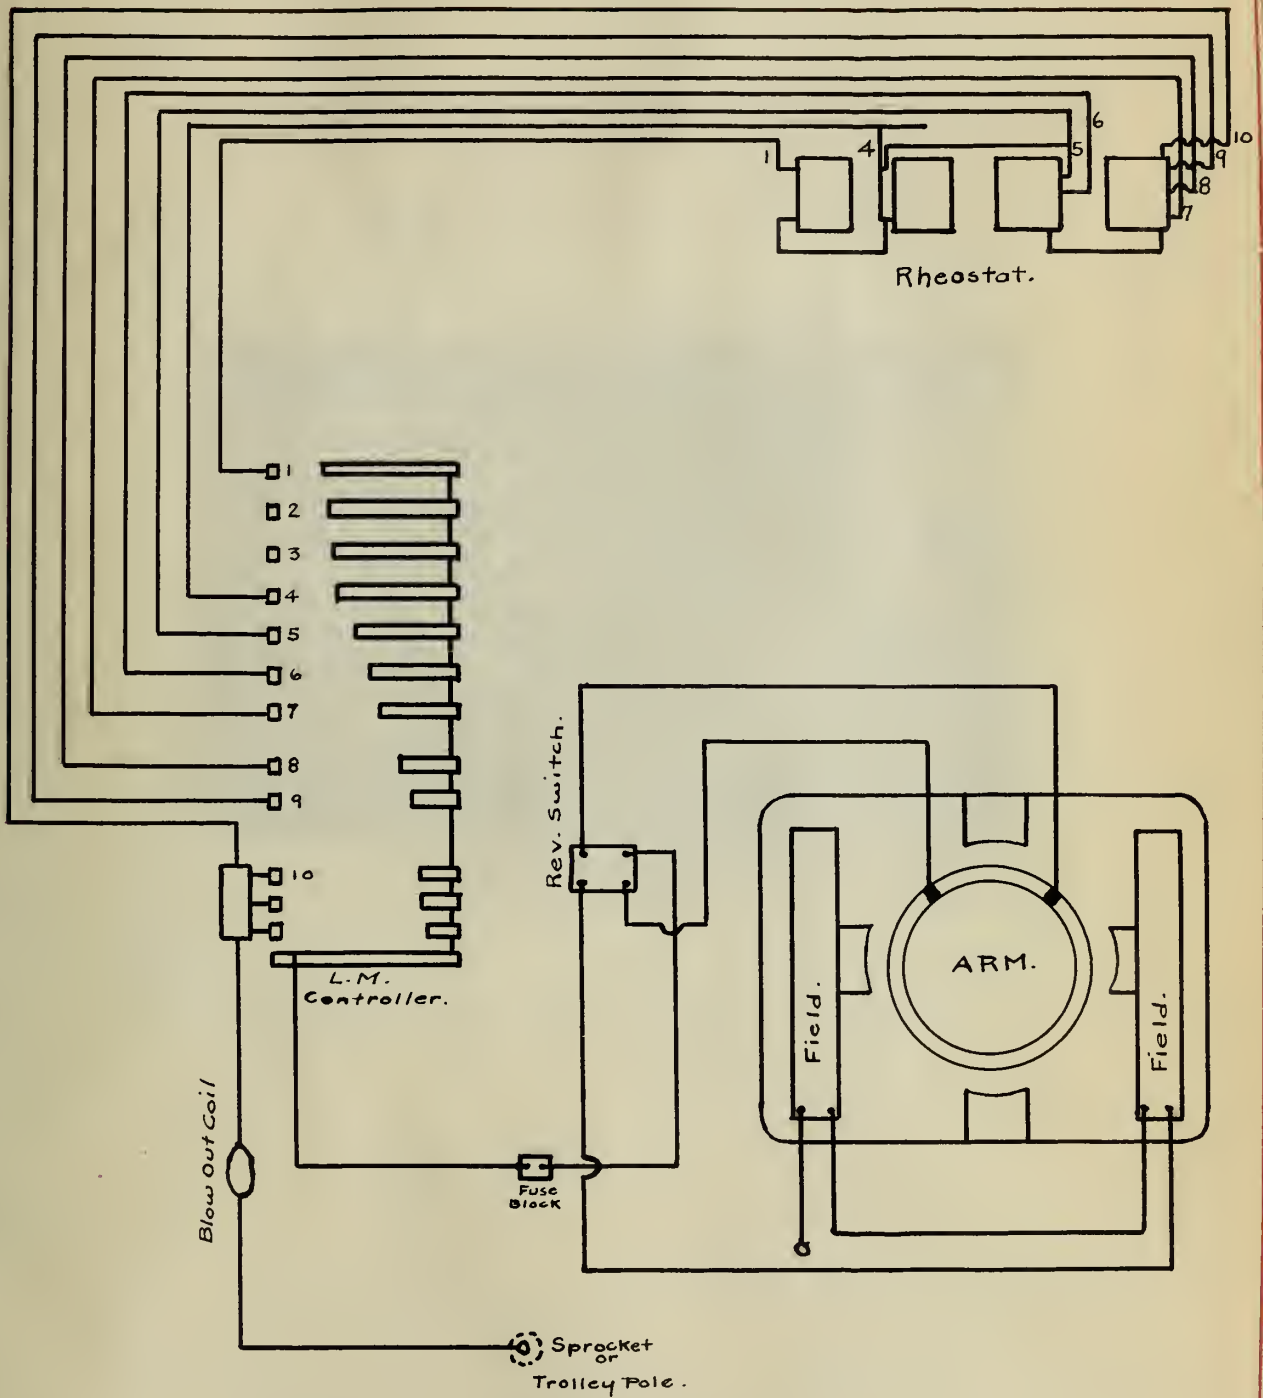 6
10
1
4
5
9
8
7
Rheostat.
1
2
3
4
5
6
7
8
9
10
L.M.
Controller.
Rev. Switch.
Field.
ARM.
Field.
Blow Out Coil
Fuse
Block
Sprocket
or
Trolley Pole.